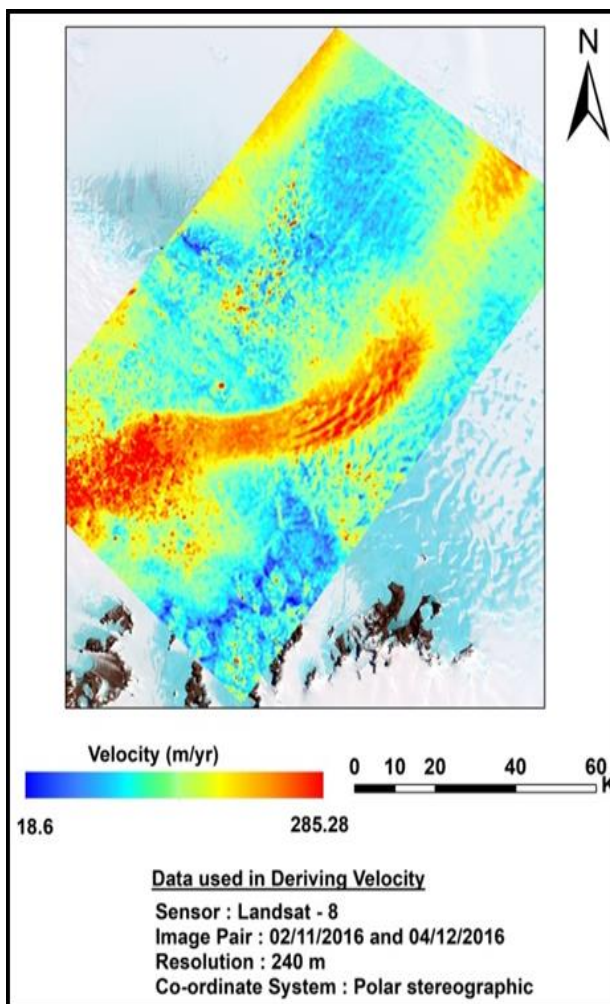 N
Velocity (m/yr)
18.6 285.28
0 10 20 40 60
K
Data used in Deriving Velocity
Sensor : Landsat - 8
Image Pair : 02/11/2016 and 04/12/2016
Resolution : 240 m
Co-ordinate System : Polar stereographic